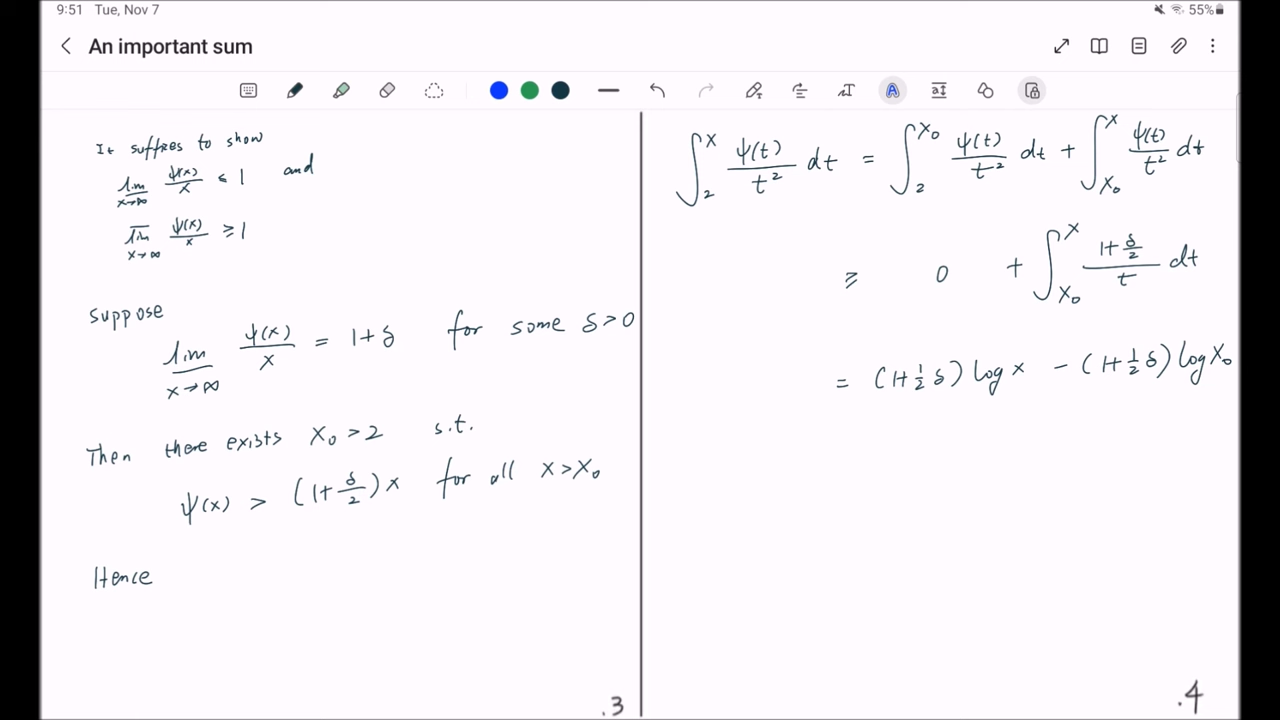 9:51 Tue, Nov 7
55%
An important sum
It suffices to show
lim_{x→∞} ψ(x)/x ≤ 1 and
lim_{x→∞} ψ(x)/x ≥ 1
Suppose
lim_{x→∞} ψ(x)/x = 1+δ for some δ>0
Then there exists X₀ > 2 s.t.
ψ(x) > (1+δ/2)x for all x>X₀
Hence
.3
∫_2^X ψ(t)/t² dt = ∫_2^{X₀} ψ(t)/t² dt + ∫_{X₀}^X ψ(t)/t² dt
≥ 0 + ∫_{X₀}^X (1+δ/2)/t dt
= (1+½δ) log x − (1+½δ) log X₀
.4